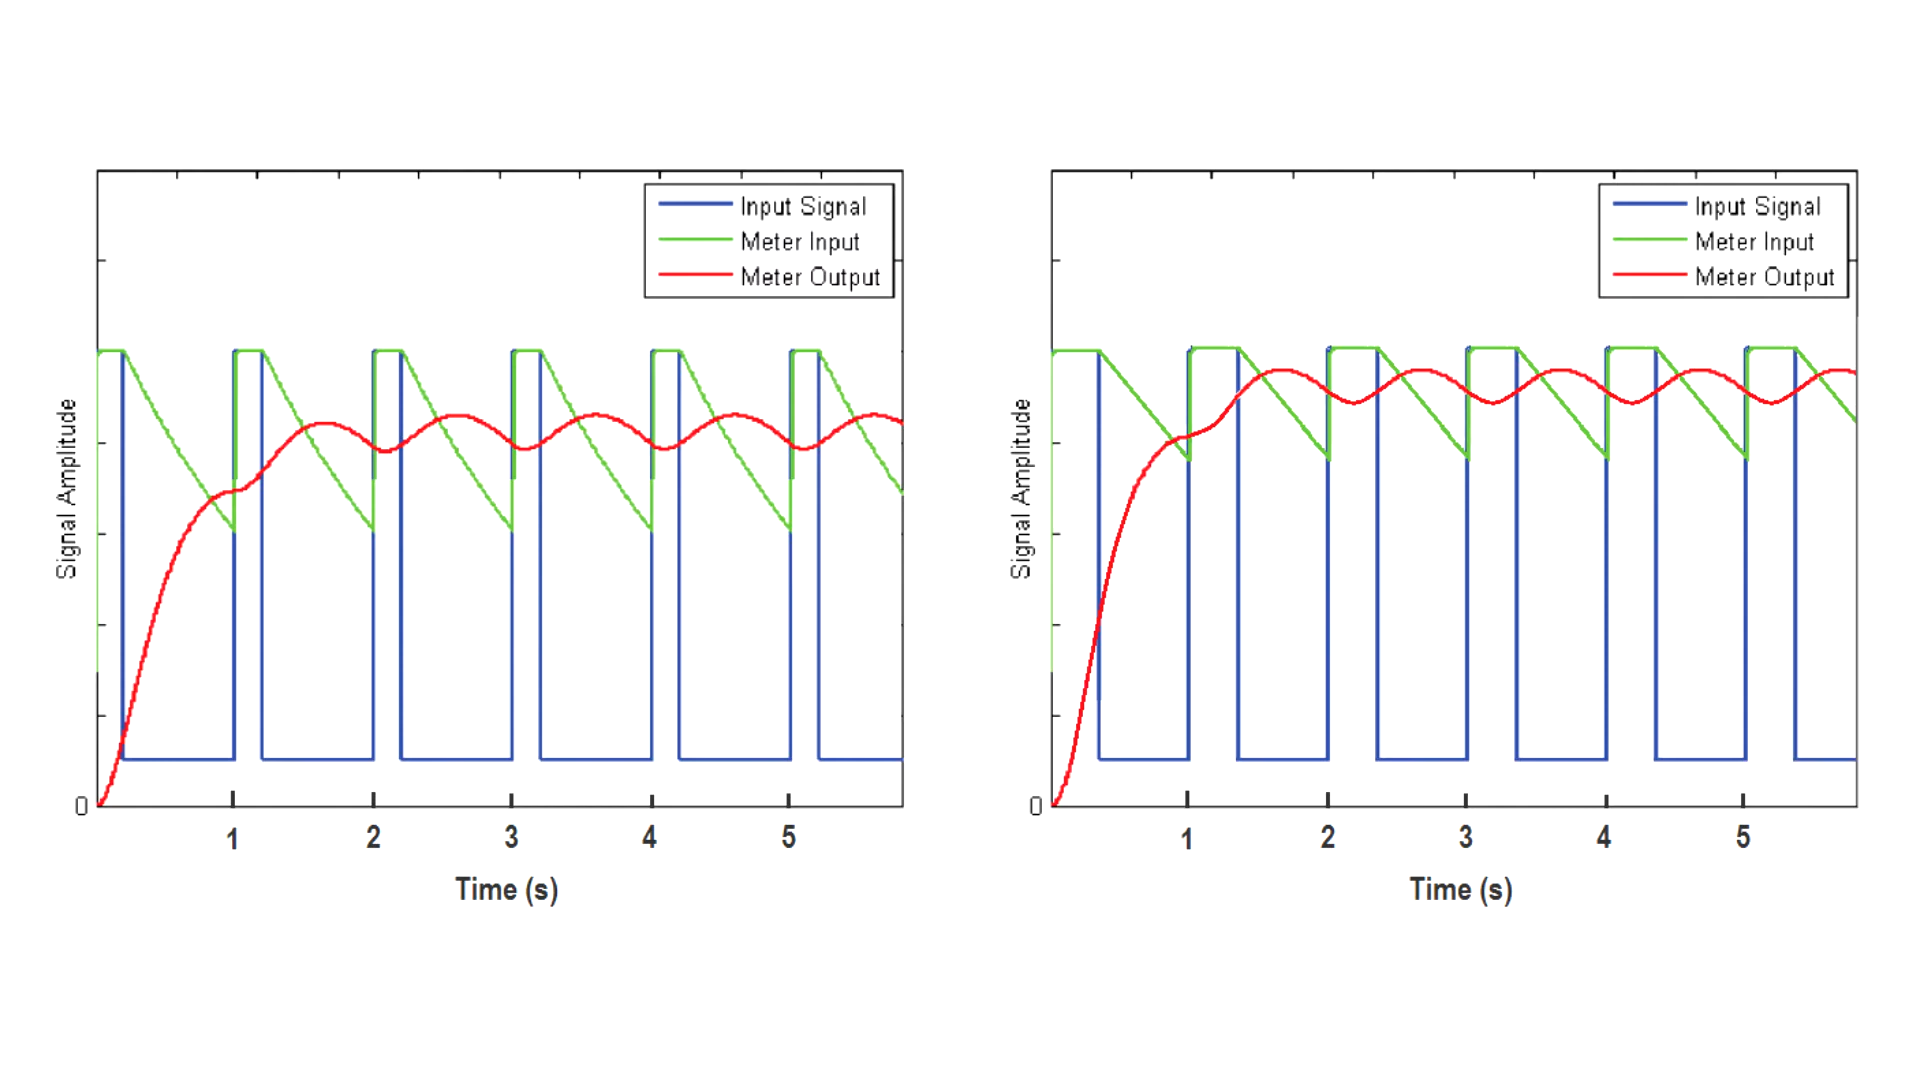 Input Signal
Meter Input
Meter Output
Signal Amplitude
0
1 2 3 4 5
Time (s)
Input Signal
Meter Input
Meter Output
Signal Amplitude
0
1 2 3 4 5
Time (s)